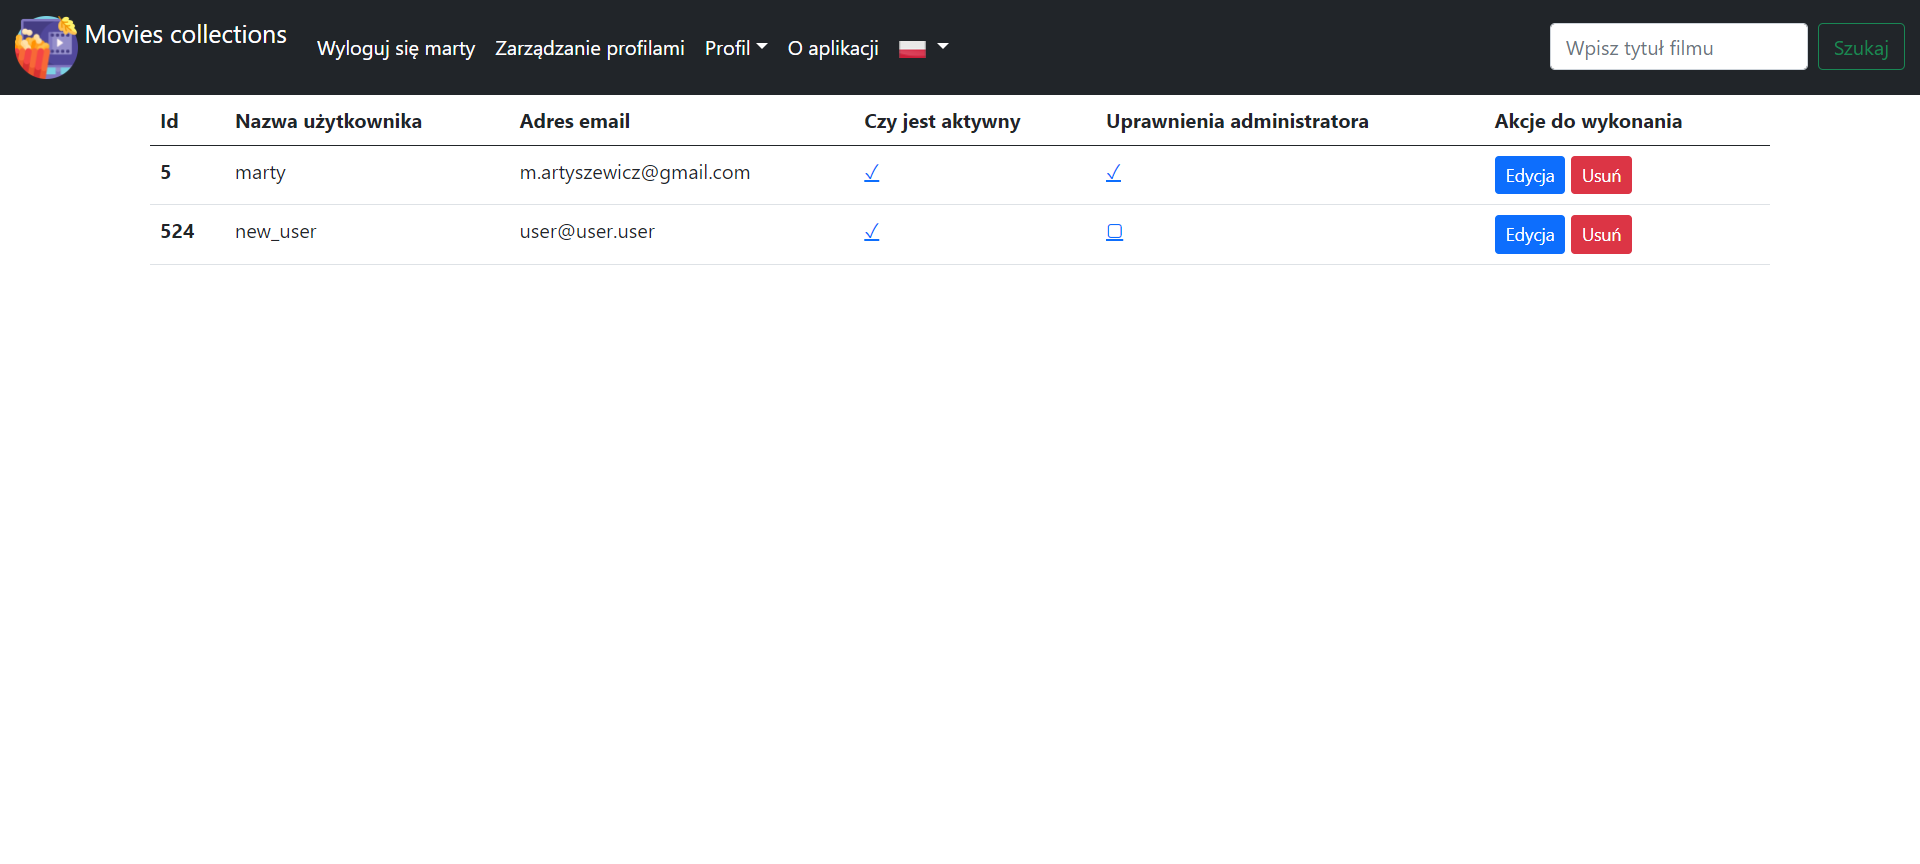 Movies collections
Wyloguj się marty Zarządzanie profilami Profil O aplikacji Wpisz tytuł filmu Szukaj
Id Nazwa użytkownika Adres email Czy jest aktywny Uprawnienia administratora Akcje do wykonania
5 marty m.artyszewicz@gmail.com ✓ ✓ Edycja Usuń
524 new_user user@user.user ✓ ▢ Edycja Usuń